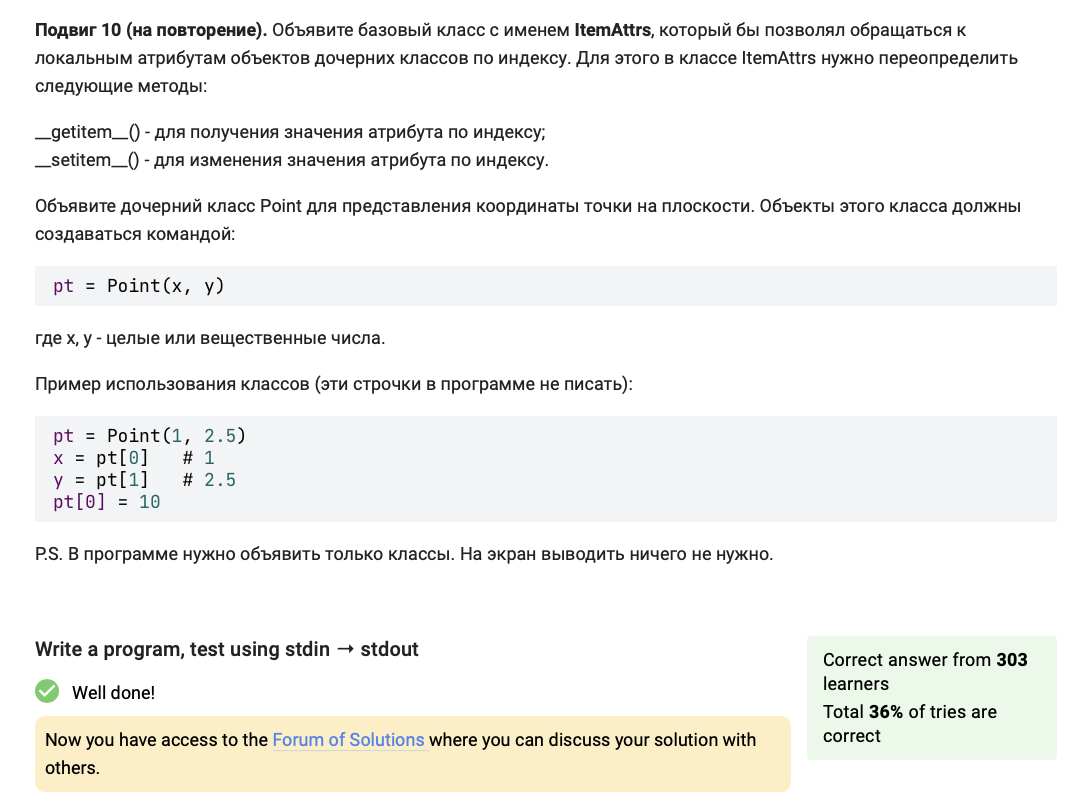 Подвиг 10 (на повторение). Объявите базовый класс с именем ItemAttrs, который бы позволял обращаться к
локальным атрибутам объектов дочерних классов по индексу. Для этого в классе ItemAttrs нужно переопределить
следующие методы:
__getitem__() - для получения значения атрибута по индексу;
__setitem__() - для изменения значения атрибута по индексу.
Объявите дочерний класс Point для представления координаты точки на плоскости. Объекты этого класса должны
создаваться командой:
pt = Point(x, y)
где x, y - целые или вещественные числа.
Пример использования классов (эти строчки в программе не писать):
pt = Point(1, 2.5)
x = pt[0]   # 1
y = pt[1]   # 2.5
pt[0] = 10
P.S. В программе нужно объявить только классы. На экран выводить ничего не нужно.
Write a program, test using stdin → stdout
Well done!
Now you have access to the Forum of Solutions where you can discuss your solution with
others.
Correct answer from 303
learners
Total 36% of tries are
correct